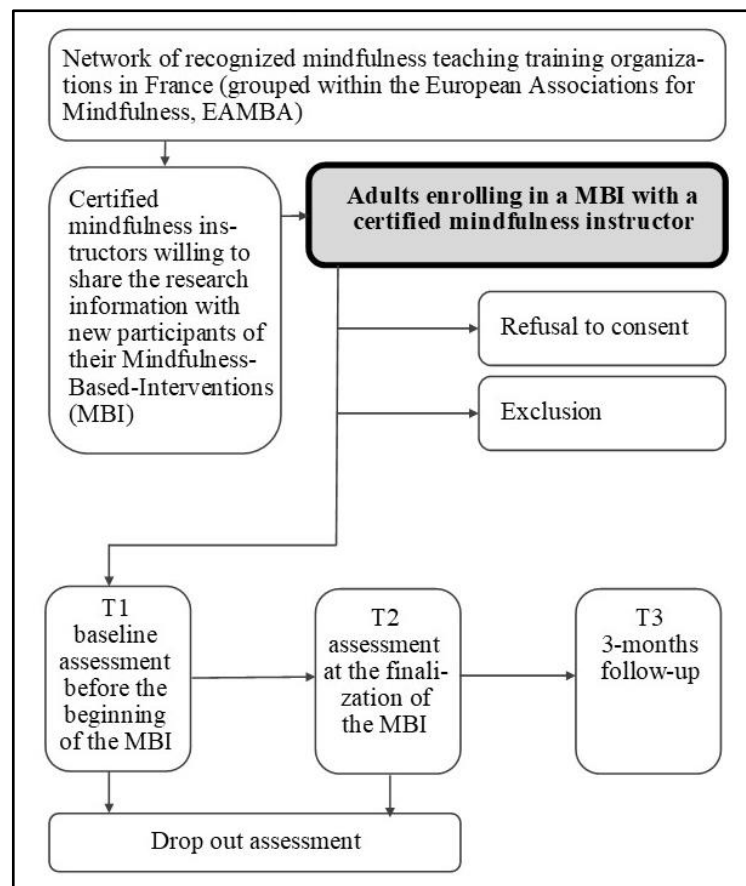 Network of recognized mindfulness teaching training organiza-
tions in France (grouped within the European Associations for
Mindfulness, EAMBA)
Certified
mindfulness ins-
tructors willing to
share the research
information with
new participants of
their Mindfulness-
Based-Interventions
(MBI)
Adults enrolling in a MBI with a
certified mindfulness instructor
Refusal to consent
Exclusion
T1
baseline
assessment
before the
beginning
of the MBI
T2
assessment
at the finali-
zation of
the MBI
T3
3-months
follow-up
Drop out assessment